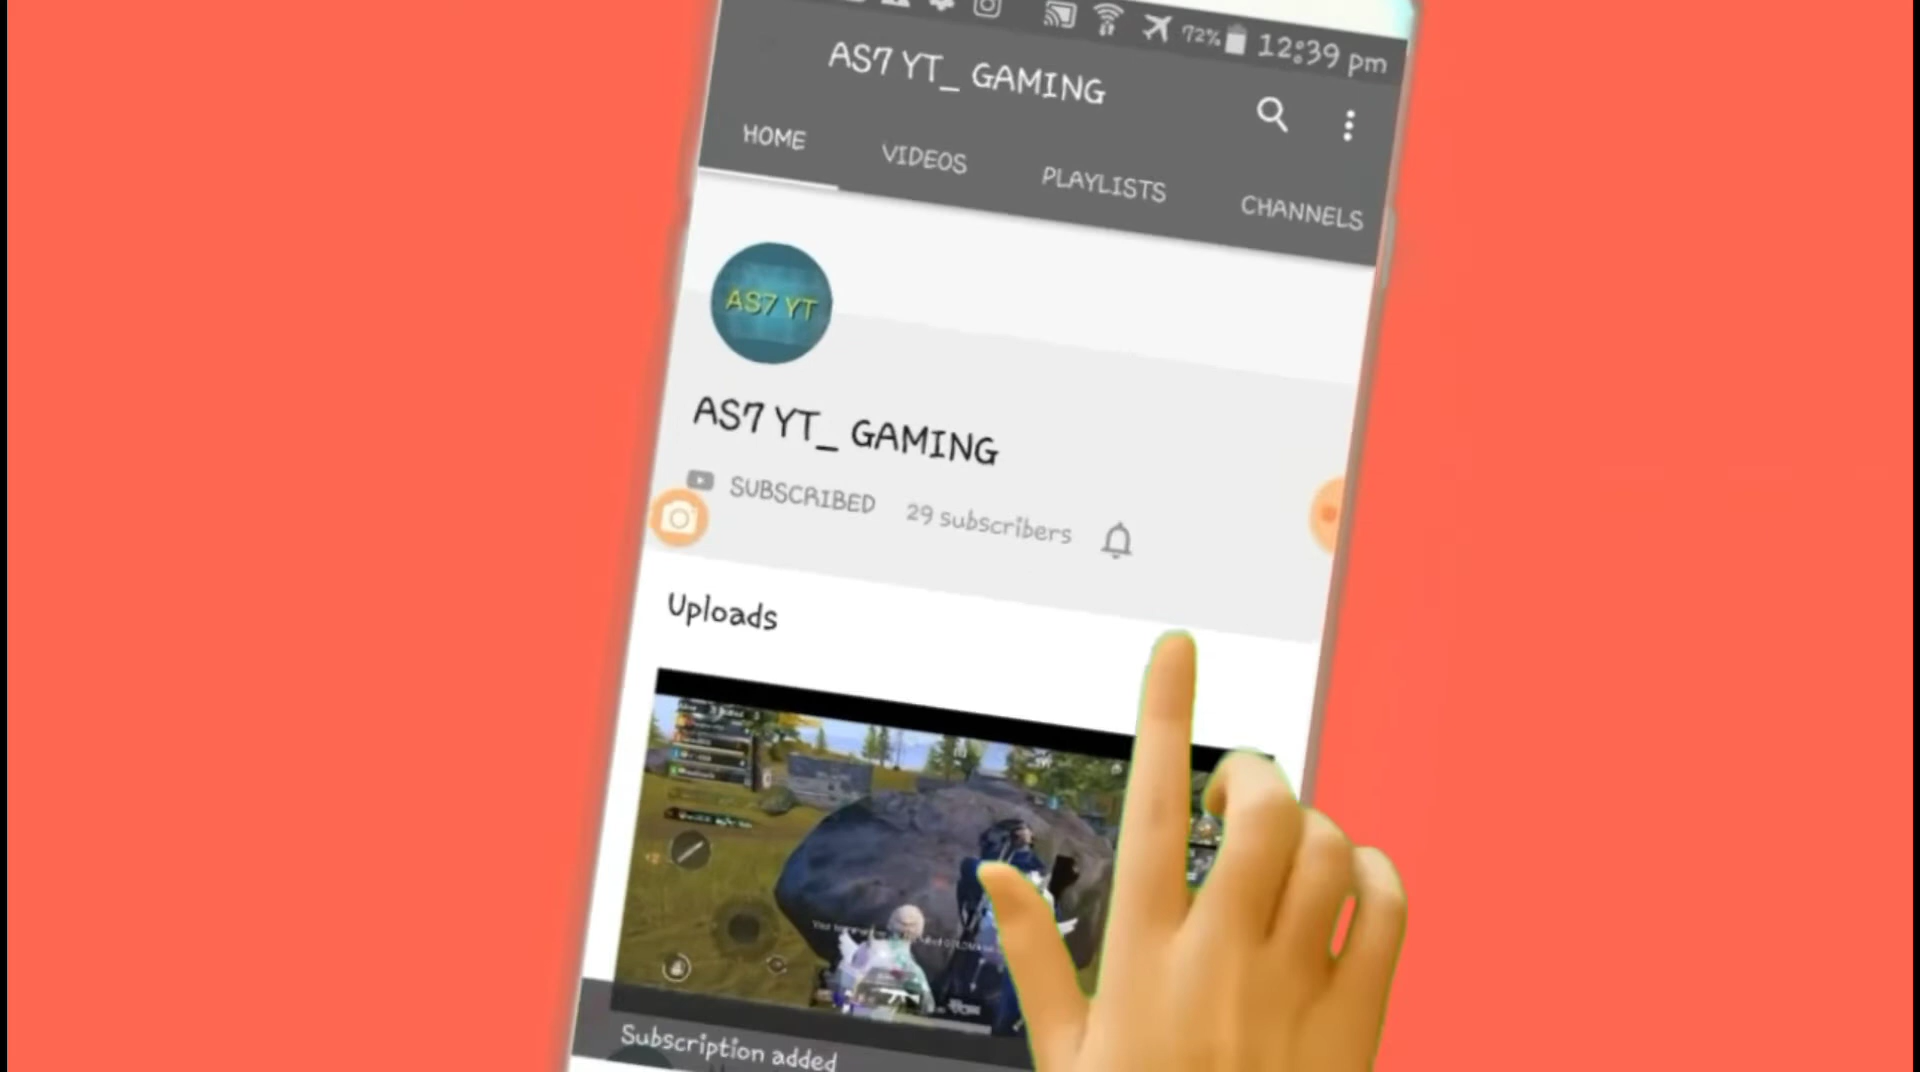 72% 12:39 pm
AS7 YT_ GAMING
HOME VIDEOS PLAYLISTS CHANNELS
AS7 YT
AS7 YT_ GAMING
SUBSCRIBED 29 subscribers
Uploads
Subscription added